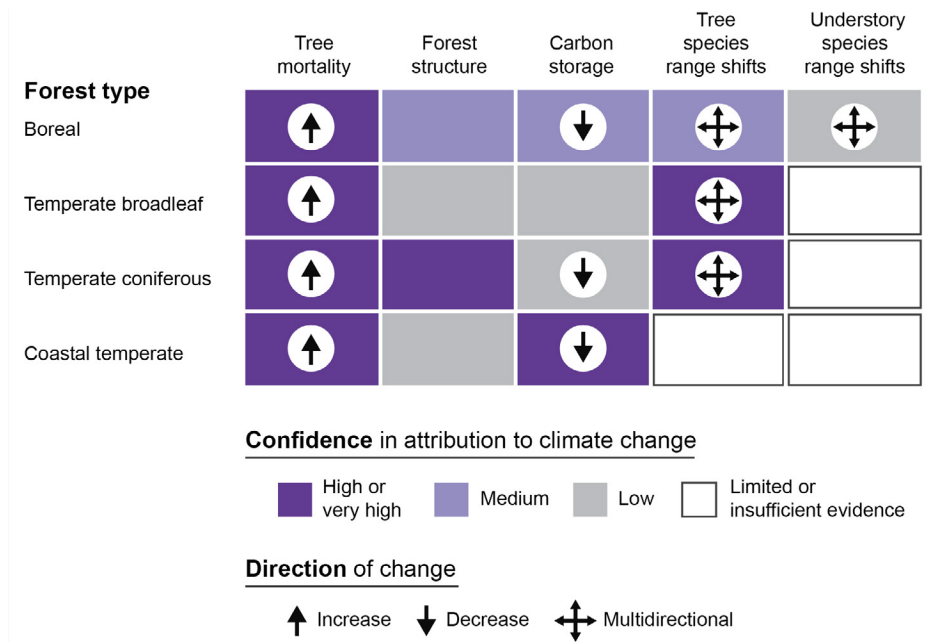 Tree mortality
Forest structure
Carbon storage
Tree species range shifts
Understory species range shifts
Forest type
Boreal
Temperate broadleaf
Temperate coniferous
Coastal temperate
Confidence in attribution to climate change
High or very high
Medium
Low
Limited or insufficient evidence
Direction of change
Increase
Decrease
Multidirectional